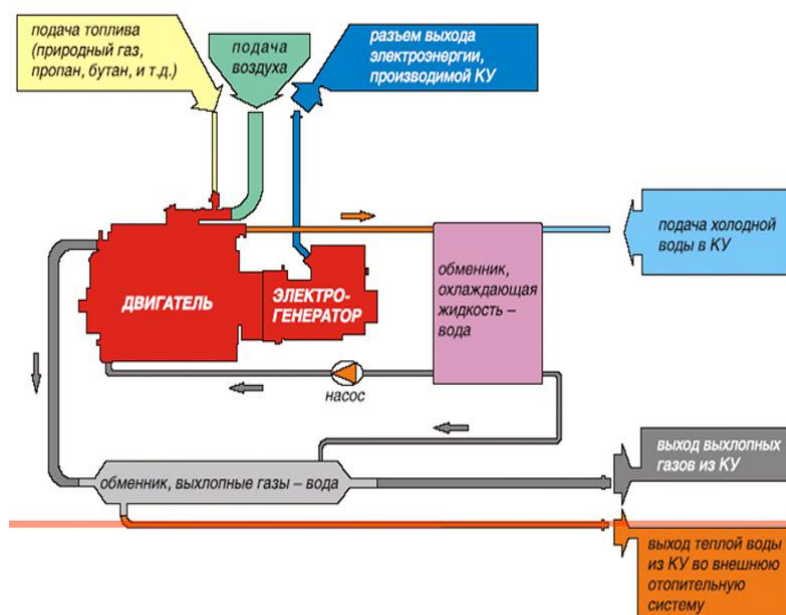 подача топлива
(природный газ,
пропан, бутан, и т.д.)
подача
воздуха
разъем выхода
электроэнергии,
производимой КУ
подача холодной
воды в КУ
обменник,
охлаждающая
жидкость –
вода
ДВИГАТЕЛЬ
ЭЛЕКТРО-
ГЕНЕРАТОР
насос
обменник, выхлопные газы – вода
выход выхлопных
газов из КУ
выход теплой воды
из КУ во внешнюю
отопительную
систему